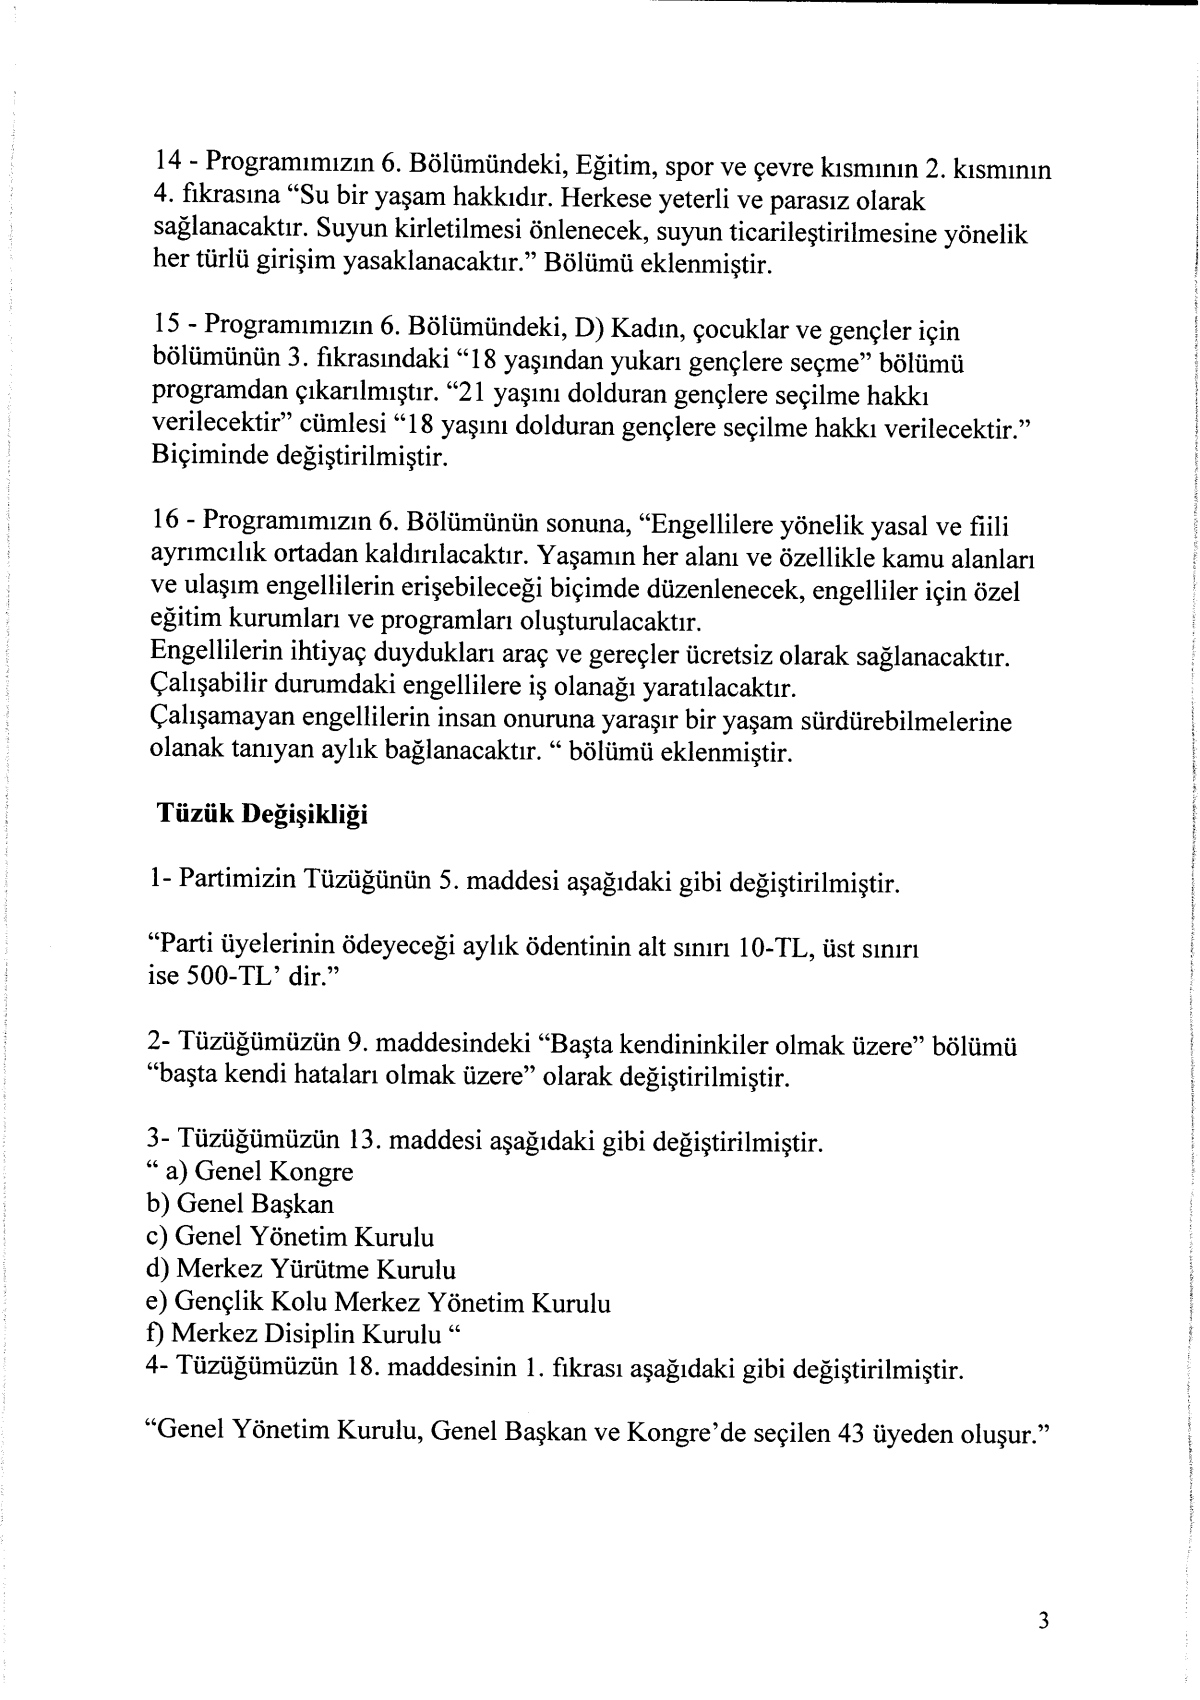 14 - Programımızın 6. Bölümündeki, Eğitim, spor ve çevre kısmının 2. kısmının
4. fıkrasına “Su bir yaşam hakkıdır. Herkese yeterli ve parasız olarak
sağlanacaktır. Suyun kirletilmesi önlenecek, suyun ticarileştirilmesine yönelik
her türlü girişim yasaklanacaktır.” Bölümü eklenmiştir.
15 - Programımızın 6. Bölümündeki, D) Kadın, çocuklar ve gençler için
bölümünün 3. fıkrasındaki “18 yaşından yukarı gençlere seçme” bölümü
programdan çıkarılmıştır. “21 yaşını dolduran gençlere seçilme hakkı
verilecektir” cümlesi “18 yaşını dolduran gençlere seçilme hakkı verilecektir.”
Biçiminde değiştirilmiştir.
16 - Programımızın 6. Bölümünün sonuna, “Engellilere yönelik yasal ve fiili
ayrımcılık ortadan kaldırılacaktır. Yaşamın her alanı ve özellikle kamu alanları
ve ulaşım engellilerin erişebileceği biçimde düzenlenecek, engelliler için özel
eğitim kurumları ve programları oluşturulacaktır.
Engellilerin ihtiyaç duydukları araç ve gereçler ücretsiz olarak sağlanacaktır.
Çalışabilir durumdaki engellilere iş olanağı yaratılacaktır.
Çalışamayan engellilerin insan onuruna yaraşır bir yaşam sürdürebilmelerine
olanak tanıyan aylık bağlanacaktır. “ bölümü eklenmiştir.
Tüzük Değişikliği
1- Partimizin Tüzüğünün 5. maddesi aşağıdaki gibi değiştirilmiştir.
“Parti üyelerinin ödeyeceği aylık ödentinin alt sınırı 10-TL, üst sınırı
ise 500-TL’ dir.”
2- Tüzüğümüzün 9. maddesindeki “Başta kendininkiler olmak üzere” bölümü
“başta kendi hataları olmak üzere” olarak değiştirilmiştir.
3- Tüzüğümüzün 13. maddesi aşağıdaki gibi değiştirilmiştir.
“ a) Genel Kongre
b) Genel Başkan
c) Genel Yönetim Kurulu
d) Merkez Yürütme Kurulu
e) Gençlik Kolu Merkez Yönetim Kurulu
f) Merkez Disiplin Kurulu “
4- Tüzüğümüzün 18. maddesinin 1. fıkrası aşağıdaki gibi değiştirilmiştir.
“Genel Yönetim Kurulu, Genel Başkan ve Kongre’de seçilen 43 üyeden oluşur.”
3